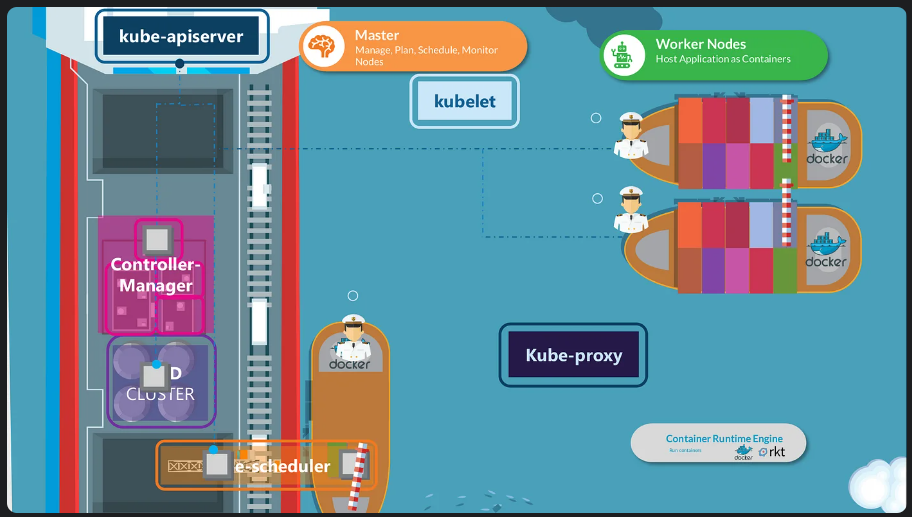 kube-apiserver
Master
Manage, Plan, Schedule, Monitor
Nodes
Worker Nodes
Host Application as Containers
kubelet
docker
docker
Controller-
Manager
D
CLUSTER
docker
Kube-proxy
e-scheduler
Container Runtime Engine
Run containers
docker
rkt